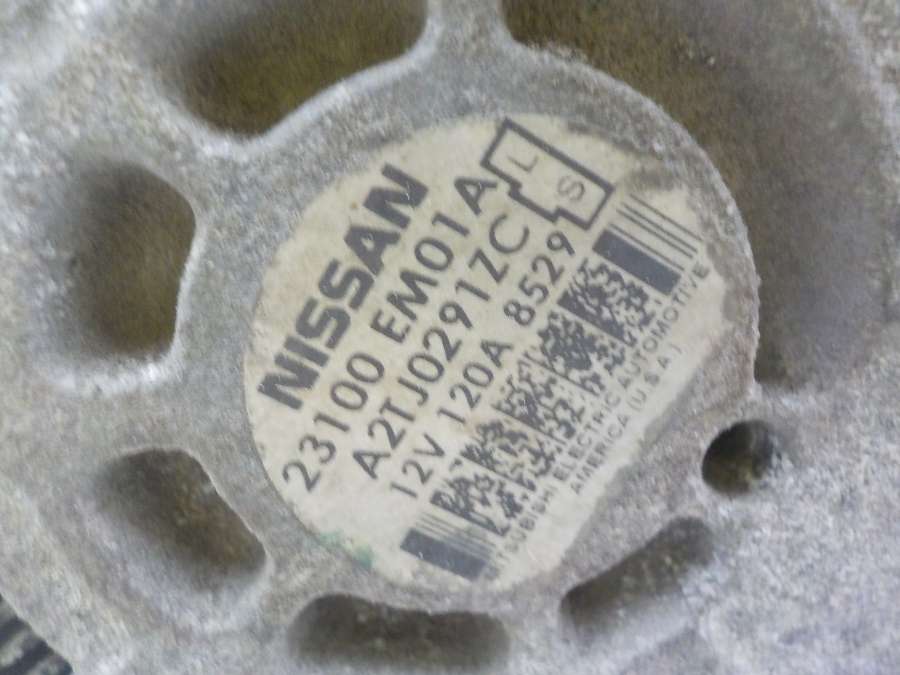 NISSAN
23100 EM01A
A2TJ0291ZC
12V 120A 8529
L
S
MITSUBISHI ELECTRIC AUTOMOTIVE
AMERICA (U.S.A.)